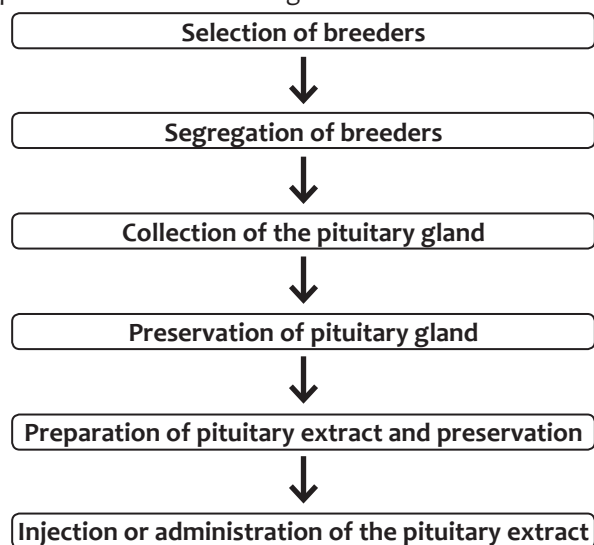 Selection of breeders
Segregation of breeders
Collection of the pituitary gland
Preservation of pituitary gland
Preparation of pituitary extract and preservation
Injection or administration of the pituitary extract